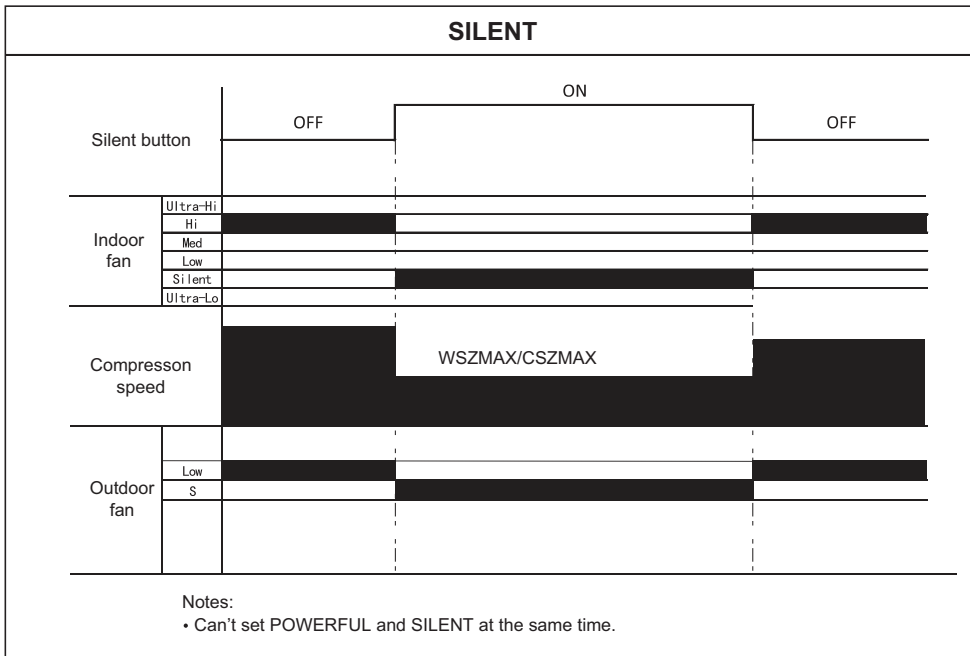 SILENT
ON
OFF
OFF
Silent button
Ultra-Hi
Hi
Med
Low
Silent
Ultra-Lo
Indoor
fan
WSZMAX/CSZMAX
Compresson
speed
Low
S
Outdoor
fan
Notes:
• Can't set POWERFUL and SILENT at the same time.